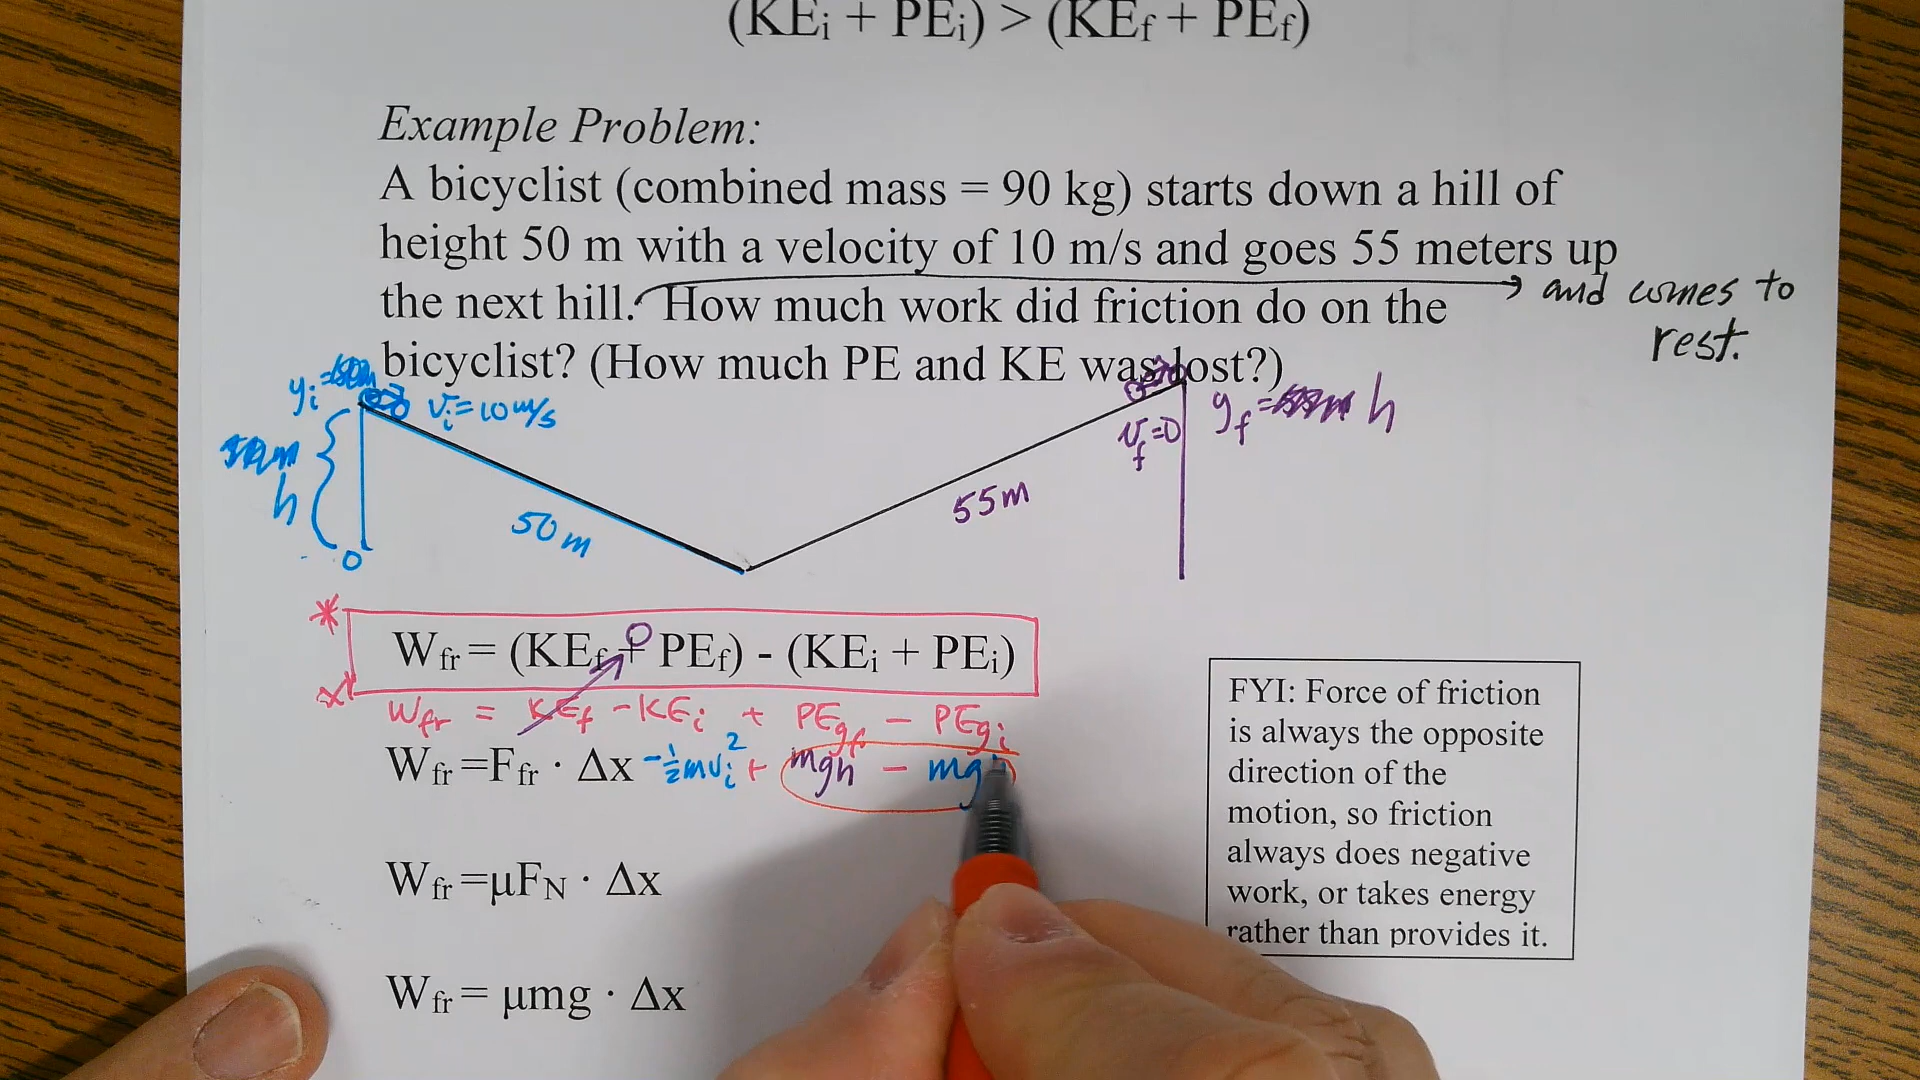 (KEi + PEi) > (KEf + PEf)
Example Problem:
A bicyclist (combined mass = 90 kg) starts down a hill of
height 50 m with a velocity of 10 m/s and goes 55 meters up
the next hill. How much work did friction do on the
and comes to
rest.
bicyclist? (How much PE and KE was lost?)
yi =
vi = 10 m/s
h
50 m
0
55 m
vf = 0
yf = h
Wfr = (KEf + PEf) - (KEi + PEi)
0
Wfr = KEf - KEi + PEgf - PEgi
Wfr =Ffr · Δx -½mvi² + mgh - mg
Wfr =μFN · Δx
Wfr = μmg · Δx
FYI: Force of friction
is always the opposite
direction of the
motion, so friction
always does negative
work, or takes energy
rather than provides it.